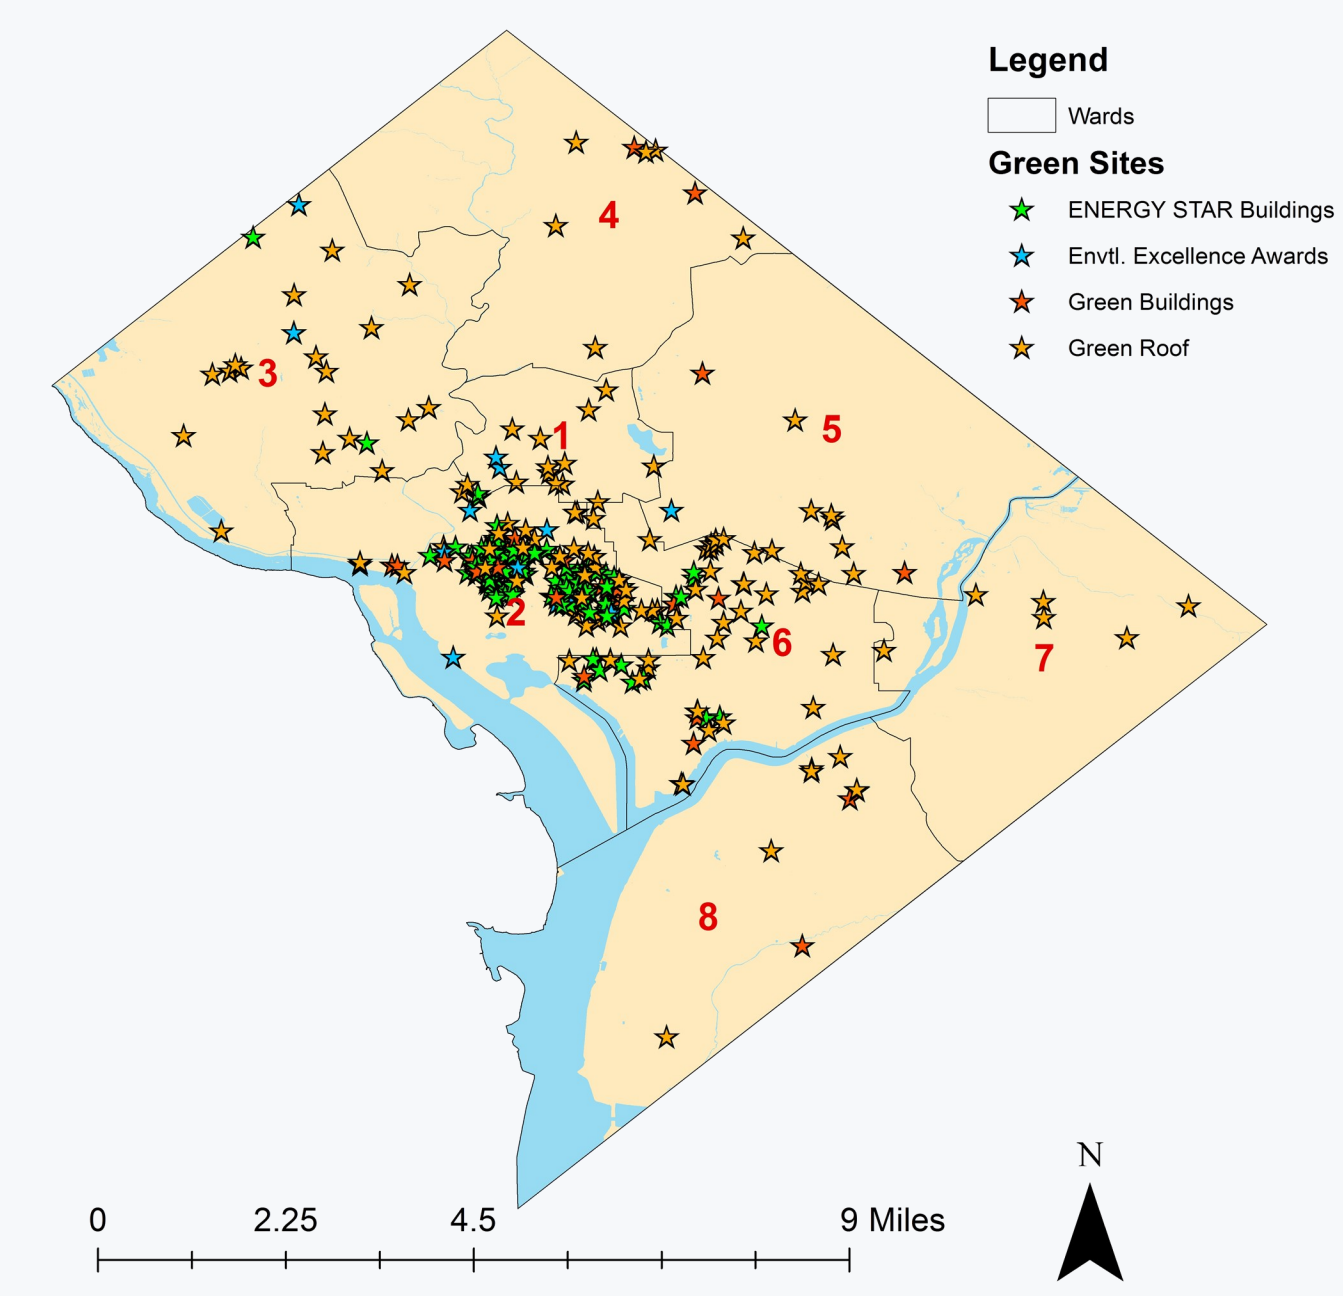 Legend
Wards
Green Sites
ENERGY STAR Buildings
Envtl. Excellence Awards
Green Buildings
Green Roof
4
3
1
5
2
6
7
8
N
0 2.25 4.5 9 Miles